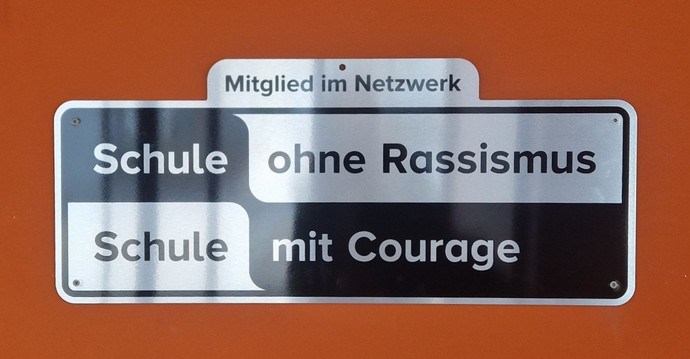 Mitglied im Netzwerk
Schule ohne Rassismus
Schule mit Courage